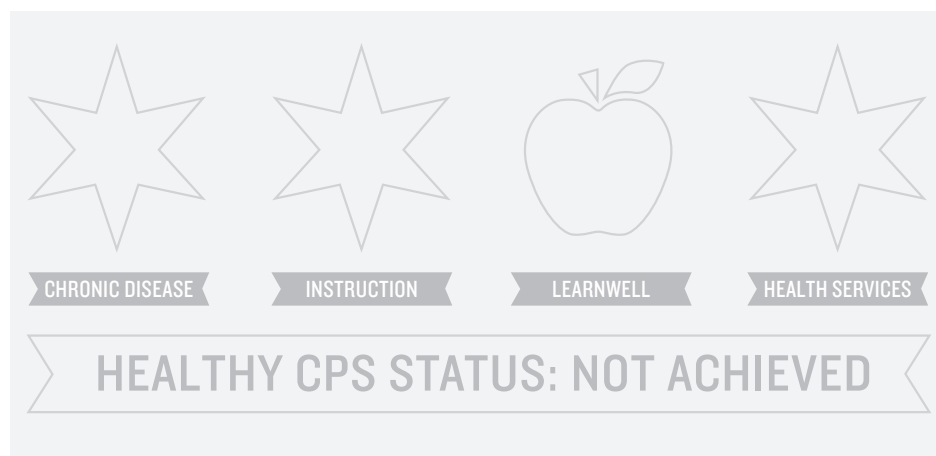 CHRONIC DISEASE
INSTRUCTION
LEARNWELL
HEALTH SERVICES
HEALTHY CPS STATUS: NOT ACHIEVED